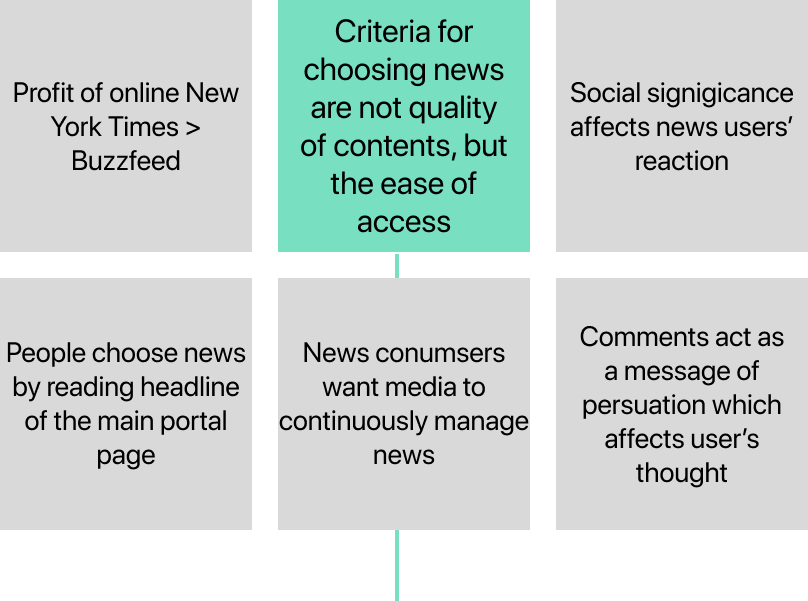 Profit of online New
York Times >
Buzzfeed
Criteria for
choosing news
are not quality
of contents, but
the ease of
access
Social signigicance
affects news users’
reaction
People choose news
by reading headline
of the main portal
page
News conumsers
want media to
continuously manage
news
Comments act as
a message of
persuation which
affects user’s
thought